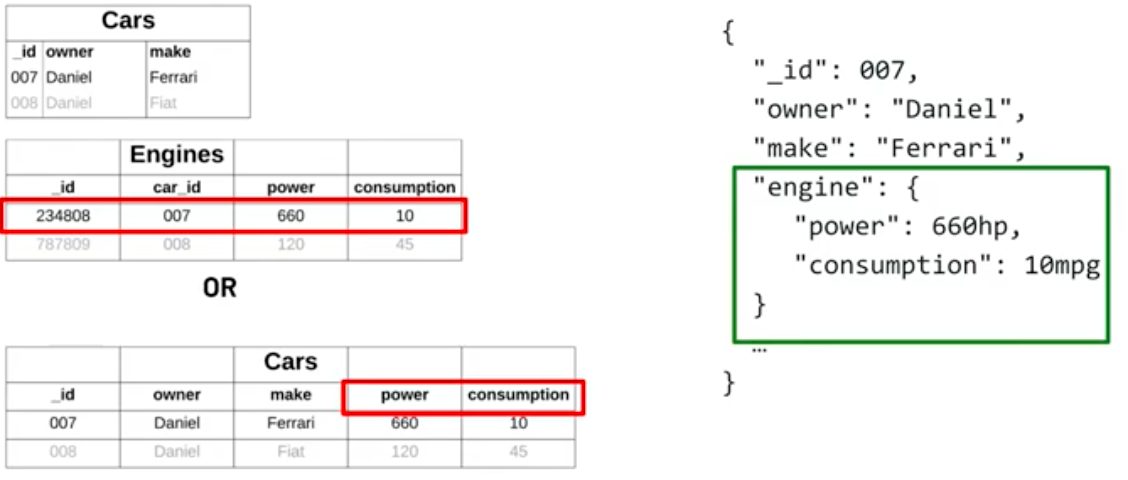 Cars
_id owner make
007 Daniel Ferrari
008 Daniel Fiat
Engines
_id car_id power consumption
234808 007 660 10
787809 008 120 45
OR
Cars
_id owner make power consumption
007 Daniel Ferrari 660 10
008 Daniel Fiat 120 45
{
"_id": 007,
"owner": "Daniel",
"make": "Ferrari",
"engine": {
"power": 660hp,
"consumption": 10mpg
}
…
}